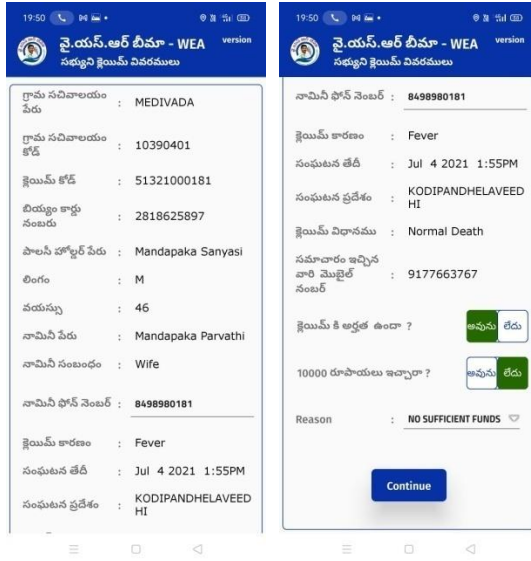 19:50
వై.యస్.ఆర్ బీమా - WEA version
సభ్యుని క్లెయిమ్ వివరములు
గ్రామ సచివాలయం పేరు : MEDIVADA
గ్రామ సచివాలయం కోడ్ : 10390401
క్లెయిమ్ కోడ్ : 51321000181
బియ్యం కార్డు నంబరు : 2818625897
పాలసీ హోల్డర్ పేరు : Mandapaka Sanyasi
లింగం : M
వయస్సు : 46
నామినీ పేరు : Mandapaka Parvathi
నామినీ సంబంధం : Wife
నామినీ ఫోన్ నెంబర్ : 8498980181
క్లెయిమ్ కారణం : Fever
సంఘటన తేదీ : Jul 4 2021 1:55PM
సంఘటన ప్రదేశం : KODIPANDHELAVEED
HI
19:50
వై.యస్.ఆర్ బీమా - WEA version
సభ్యుని క్లెయిమ్ వివరములు
నామినీ ఫోన్ నెంబర్ : 8498980181
క్లెయిమ్ కారణం : Fever
సంఘటన తేదీ : Jul 4 2021 1:55PM
సంఘటన ప్రదేశం : KODIPANDHELAVEED
HI
క్లెయిమ్ విధానము : Normal Death
సమాచారం ఇచ్చిన
వారి మొబైల్ : 9177663767
నంబర్
క్లెయిమ్ కి అర్హత ఉందా ? అవును లేదు
10000 రూపాయలు ఇచ్చారా ? అవును లేదు
Reason : NO SUFFICIENT FUNDS
Continue